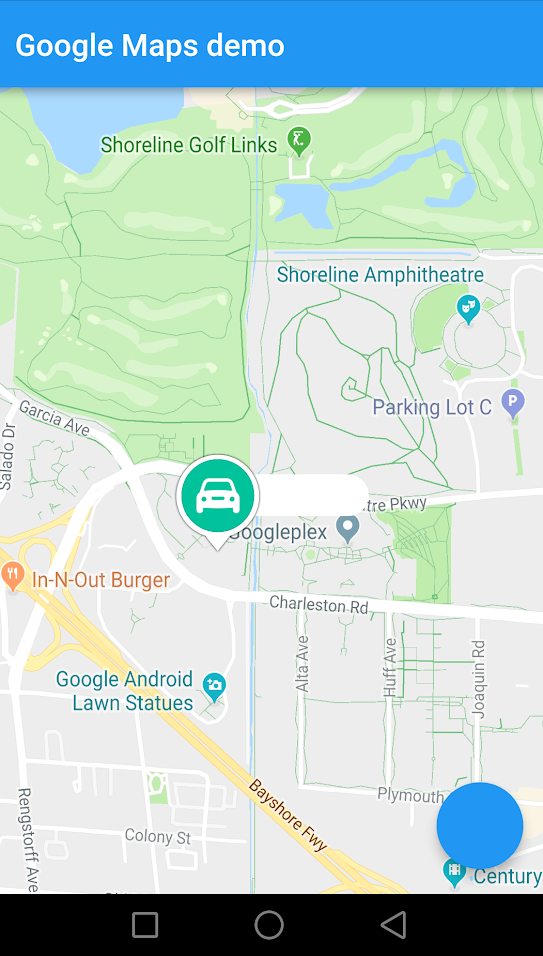 Google Maps demo
Shoreline Golf Links
Shoreline Amphitheatre
Parking Lot C
P
Garcia Ave
Salado Dr
tre Pkwy
Googleplex
In-N-Out Burger
Charleston Rd
Alta Ave
Huff Ave
Joaquin Rd
Google Android
Lawn Statues
Bayshore Fwy
Plymouth
Rengstorff Ave
Colony St
Century